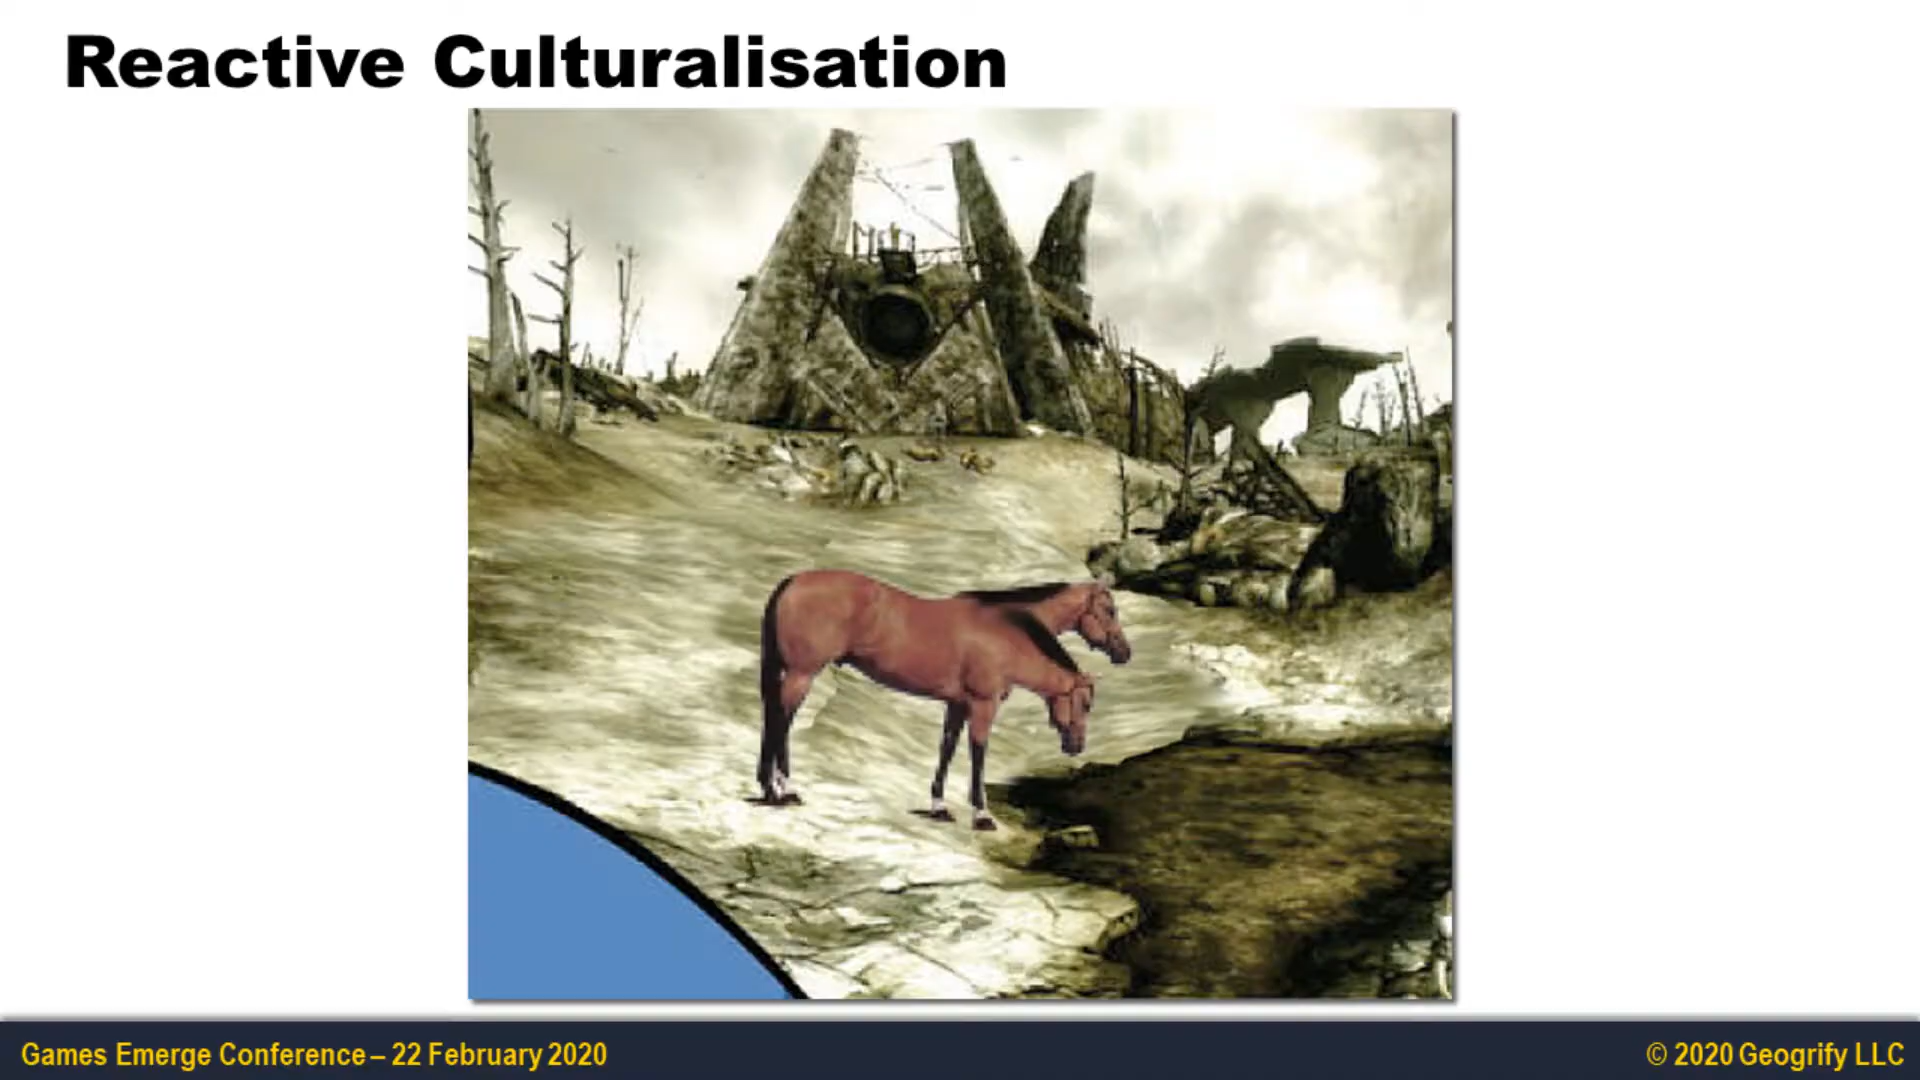 Reactive Culturalisation
Games Emerge Conference – 22 February 2020
© 2020 Geogrify LLC